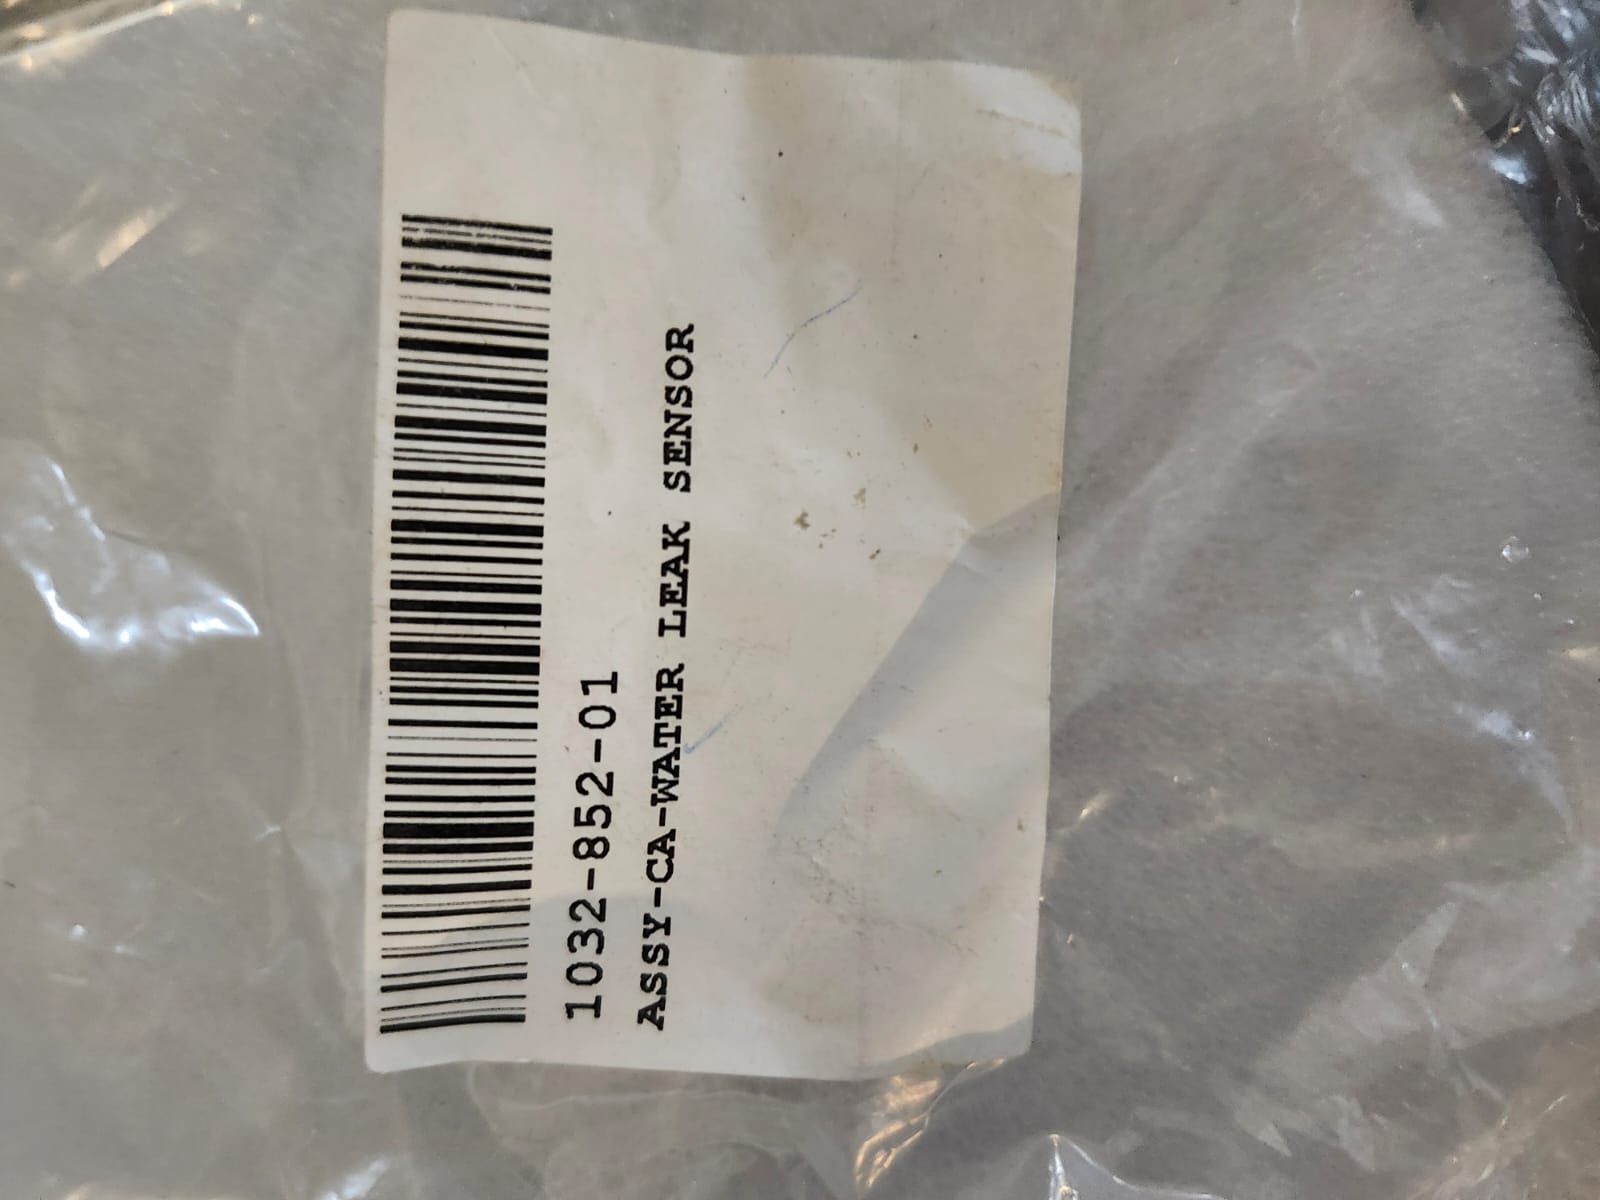 1032-852-01
ASSY-CA-WATER LEAK SENSOR